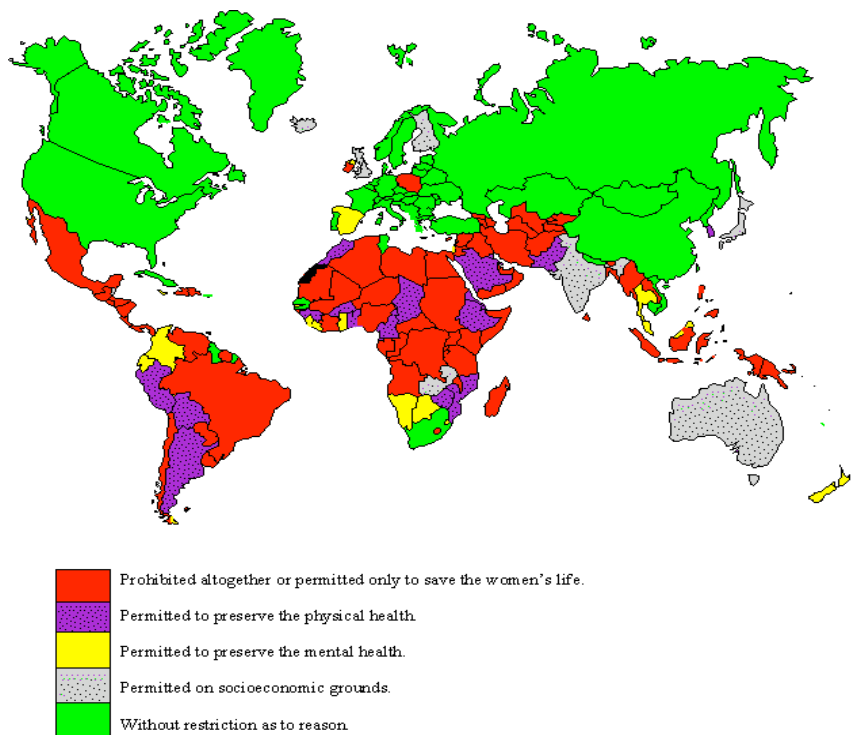 Prohibited altogether or permitted only to save the women's life.
Permitted to preserve the physical health.
Permitted to preserve the mental health.
Permitted on socioeconomic grounds.
Without restriction as to reason.